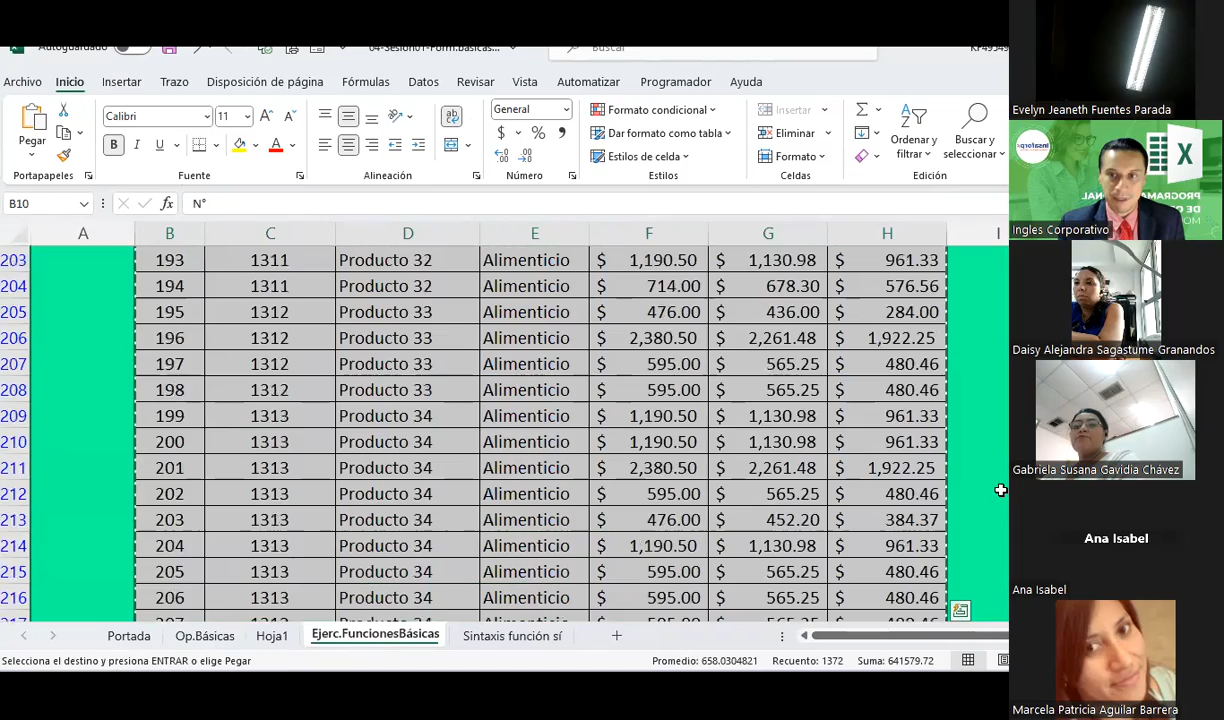 Autoguardado
04-Sesion01-Form.básicas...
Buscar
Archivo Inicio Insertar Trazo Disposición de página Fórmulas Datos Revisar Vista Automatizar Programador Ayuda
Pegar
Calibri 11
N K S
General
$ % ,
Formato condicional
Dar formato como tabla
Estilos de celda
Insertar
Eliminar
Formato
Ordenar y filtrar
Buscar y seleccionar
Portapapeles Fuente Alineación Número Estilos Celdas Edición
B10 fx N°
A B C D E F G H I
203 193 1311 Producto 32 Alimenticio $ 1,190.50 $ 1,130.98 $ 961.33
204 194 1311 Producto 32 Alimenticio $ 714.00 $ 678.30 $ 576.56
205 195 1312 Producto 33 Alimenticio $ 476.00 $ 436.00 $ 284.00
206 196 1312 Producto 33 Alimenticio $ 2,380.50 $ 2,261.48 $ 1,922.25
207 197 1312 Producto 33 Alimenticio $ 595.00 $ 565.25 $ 480.46
208 198 1312 Producto 33 Alimenticio $ 595.00 $ 565.25 $ 480.46
209 199 1313 Producto 34 Alimenticio $ 1,190.50 $ 1,130.98 $ 961.33
210 200 1313 Producto 34 Alimenticio $ 1,190.50 $ 1,130.98 $ 961.33
211 201 1313 Producto 34 Alimenticio $ 2,380.50 $ 2,261.48 $ 1,922.25
212 202 1313 Producto 34 Alimenticio $ 595.00 $ 565.25 $ 480.46
213 203 1313 Producto 34 Alimenticio $ 476.00 $ 452.20 $ 384.37
214 204 1313 Producto 34 Alimenticio $ 1,190.50 $ 1,130.98 $ 961.33
215 205 1313 Producto 34 Alimenticio $ 595.00 $ 565.25 $ 480.46
216 206 1313 Producto 34 Alimenticio $ 595.00 $ 565.25 $ 480.46
Portada Op.Básicas Hoja1 Ejerc.FuncionesBásicas Sintaxis función sí
Selecciona el destino y presiona ENTRAR o elige Pegar Promedio: 658.0304821 Recuento: 1372 Suma: 641579.72
Evelyn Jeaneth Fuentes Parada
Insaforp
X
PROGRAMA
NAL
DE
Ingles Corporativo
Daisy Alejandra Sagastume Granandos
Gabriela Susana Gavidia Chávez
Ana Isabel
Ana Isabel
Marcela Patricia Aguilar Barrera